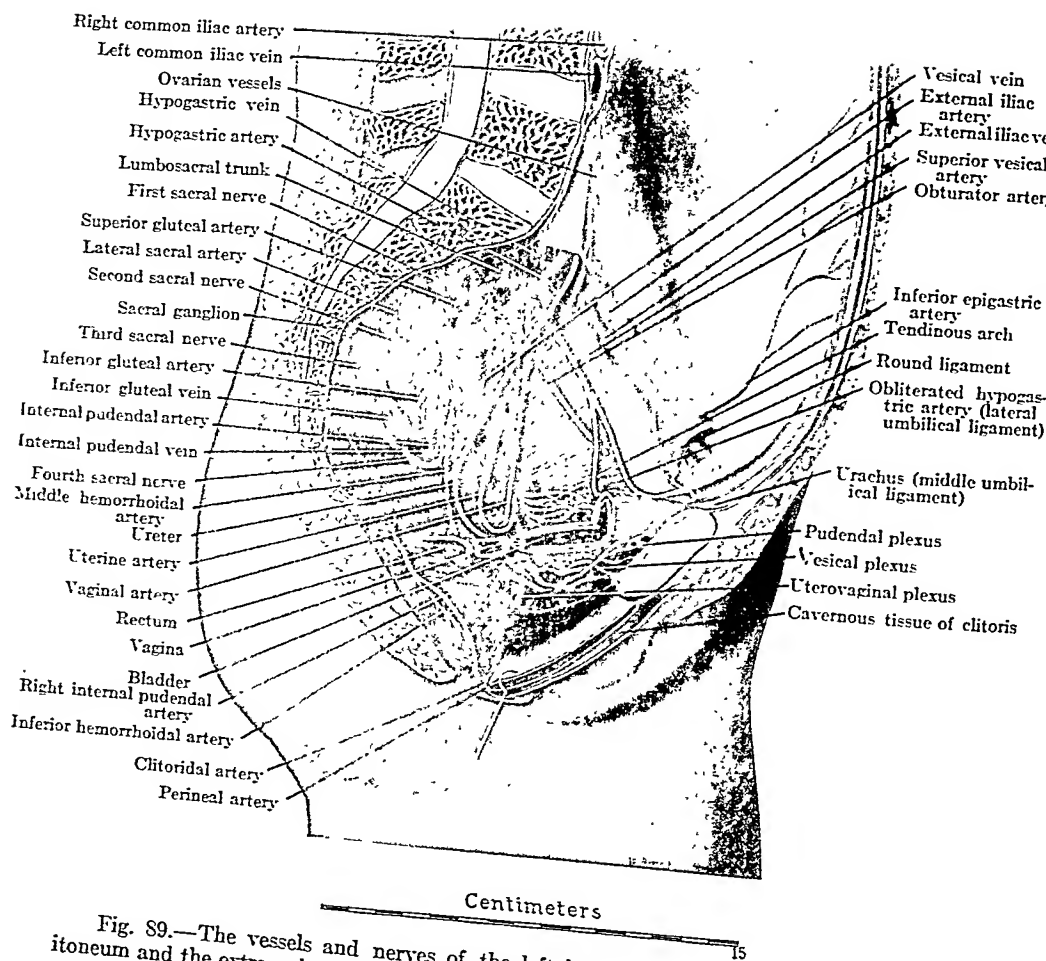 Right common iliac artery
Left common iliac vein
Ovarian vessels
Hypogastric vein
Hypogastric artery
Lumbosacral trunk
First sacral nerve
Superior gluteal artery
Lateral sacral artery
Second sacral nerve
Sacral ganglion
Third sacral nerve
Inferior gluteal artery
Inferior gluteal vein
Internal pudendal artery
Internal pudendal vein
Fourth sacral nerve
Middle hemorrhoidal
artery
Ureter
Uterine artery
Vaginal artery
Rectum
Vagina
Bladder
Right internal pudendal
artery
Inferior hemorrhoidal artery
Clitoridal artery
Perineal artery
Vesical vein
External iliac
artery
External iliac ve
Superior vesical
artery
Obturator arter
Inferior epigastric
artery
Tendinous arch
Round ligament
Obliterated hypogas-
tric artery (lateral
umbilical ligament)
Urachus (middle umbil-
ical ligament)
Pudendal plexus
Vesical plexus
Uterovaginal plexus
Cavernous tissue of clitoris
Centimeters
15
Fig. 89.—The vessels and nerves of the left
itoneum and the